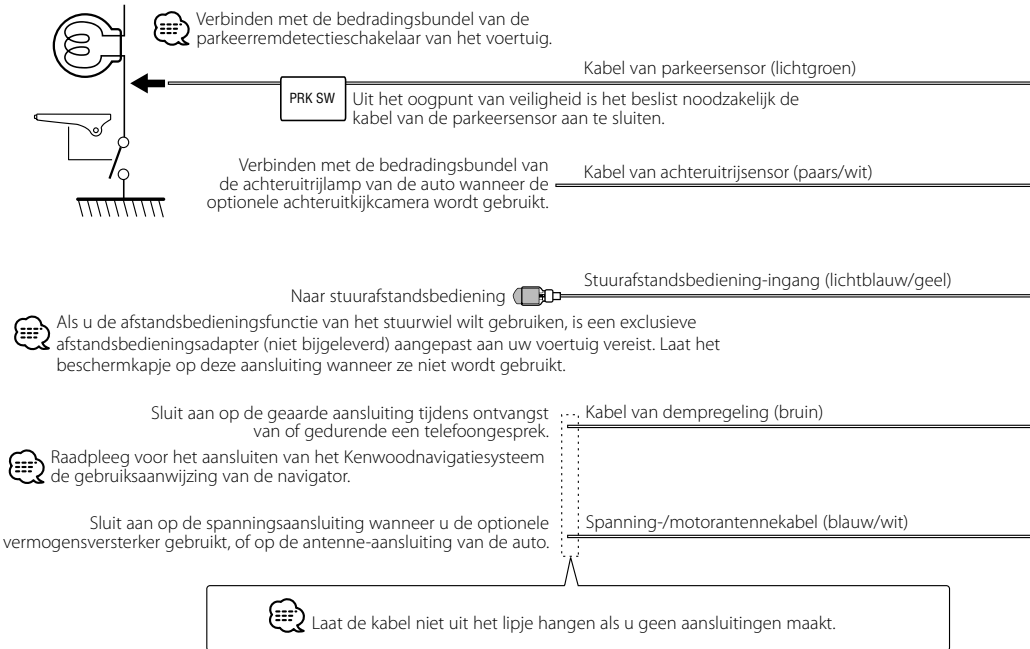 Verbinden met de bedradingsbundel van de
parkeerremdetectieschakelaar van het voertuig.
Kabel van parkeersensor (lichtgroen)
PRK SW
Uit het oogpunt van veiligheid is het beslist noodzakelijk de
kabel van de parkeersensor aan te sluiten.
Verbinden met de bedradingsbundel van
de achteruitrijlamp van de auto wanneer de
optionele achteruitkijkcamera wordt gebruikt.
Kabel van achteruitrijsensor (paars/wit)
Stuurafstandsbediening-ingang (lichtblauw/geel)
Naar stuurafstandsbediening
Als u de afstandsbedieningsfunctie van het stuurwiel wilt gebruiken, is een exclusieve
afstandsbedieningsadapter (niet bijgeleverd) aangepast aan uw voertuig vereist. Laat het
beschermkapje op deze aansluiting wanneer ze niet wordt gebruikt.
Sluit aan op de geaarde aansluiting tijdens ontvangst
van of gedurende een telefoongesprek.
Kabel van dempregeling (bruin)
Raadpleeg voor het aansluiten van het Kenwoodnavigatiesysteem
de gebruiksaanwijzing van de navigator.
Sluit aan op de spanningsaansluiting wanneer u de optionele
vermogensversterker gebruikt, of op de antenne-aansluiting van de auto.
Spanning-/motorantennekabel (blauw/wit)
Laat de kabel niet uit het lipje hangen als u geen aansluitingen maakt.